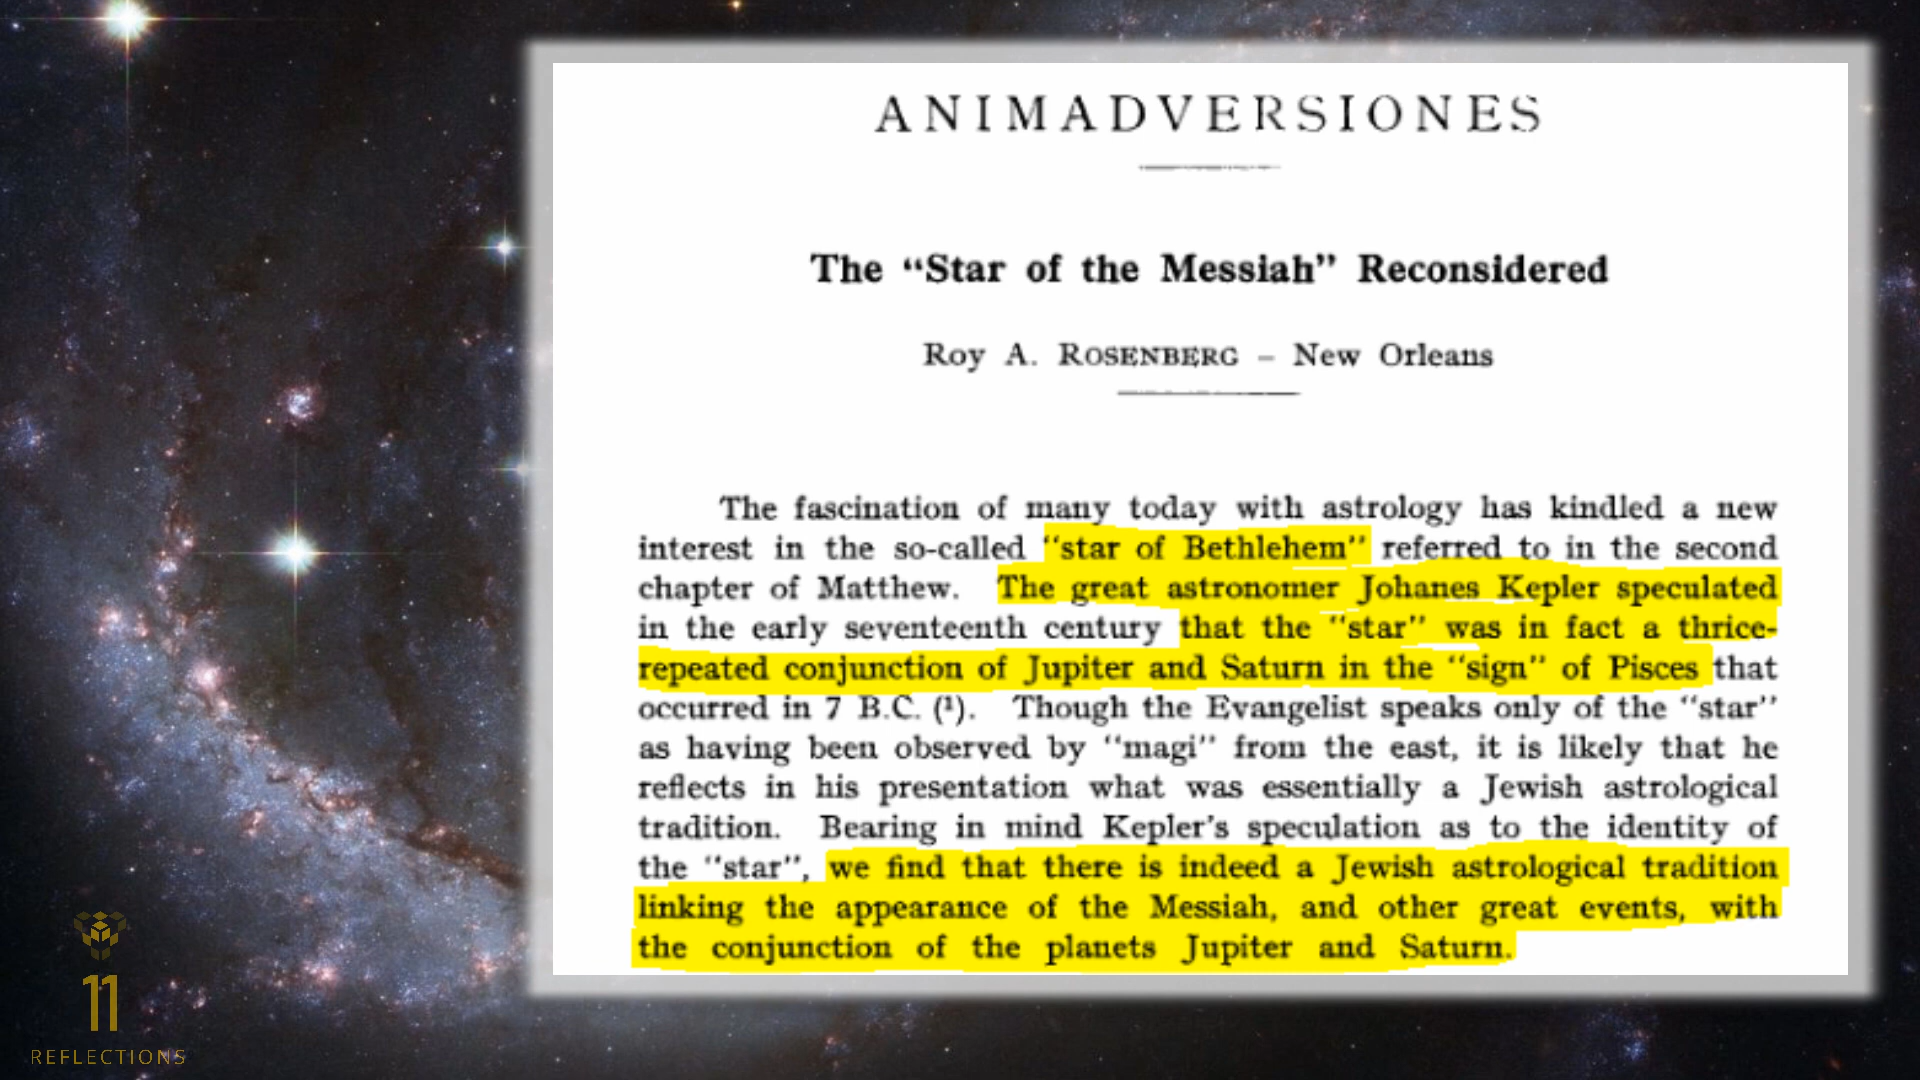 ANIMADVERSIONES
The “Star of the Messiah” Reconsidered
Roy A. ROSENBERG – New Orleans
The fascination of many today with astrology has kindled a new
interest in the so-called “star of Bethlehem” referred to in the second
chapter of Matthew. The great astronomer Johanes Kepler speculated
in the early seventeenth century that the “star” was in fact a thrice-
repeated conjunction of Jupiter and Saturn in the “sign” of Pisces that
occurred in 7 B.C. (¹). Though the Evangelist speaks only of the “star”
as having been observed by “magi” from the east, it is likely that he
reflects in his presentation what was essentially a Jewish astrological
tradition. Bearing in mind Kepler’s speculation as to the identity of
the “star”, we find that there is indeed a Jewish astrological tradition
linking the appearance of the Messiah, and other great events, with
the conjunction of the planets Jupiter and Saturn.
11
REFLECTIONS